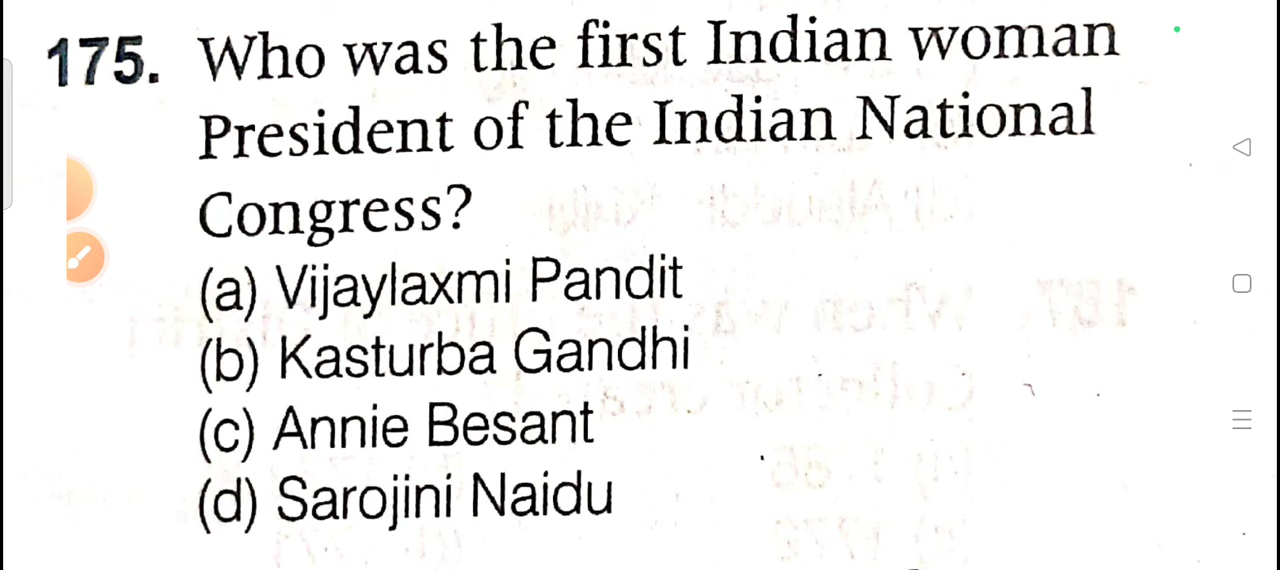 175. Who was the first Indian woman
President of the Indian National
Congress?
(a) Vijaylaxmi Pandit
(b) Kasturba Gandhi
(c) Annie Besant
(d) Sarojini Naidu